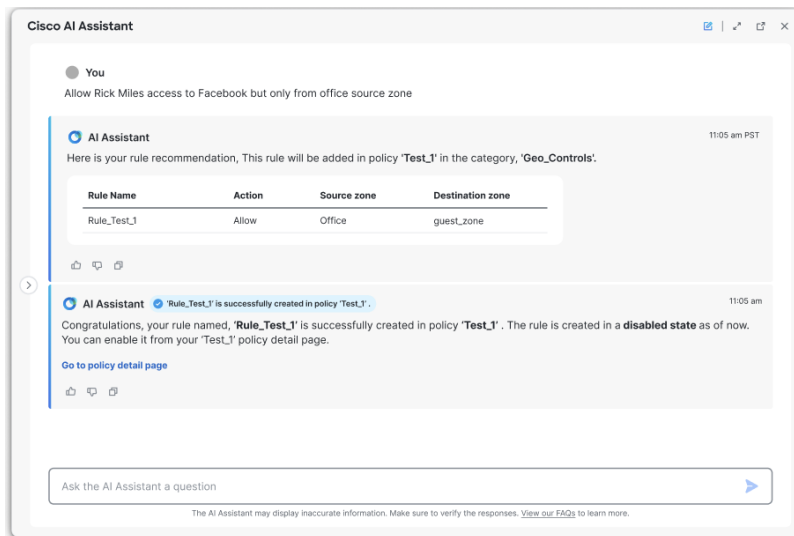 Cisco AI Assistant
You
Allow Rick Miles access to Facebook but only from office source zone
AI Assistant
11:05 am PST
Here is your rule recommendation, This rule will be added in policy 'Test_1' in the category, 'Geo_Controls'.
Rule Name Action Source zone Destination zone
Rule_Test_1 Allow Office guest_zone
AI Assistant 'Rule_Test_1' is successfully created in policy 'Test_1' .
11:05 am
Congratulations, your rule named, 'Rule_Test_1' is successfully created in policy 'Test_1' . The rule is created in a disabled state as of now.
You can enable it from your 'Test_1' policy detail page.
Go to policy detail page
Ask the AI Assistant a question
The AI Assistant may display inaccurate information. Make sure to verify the responses. View our FAQs to learn more.